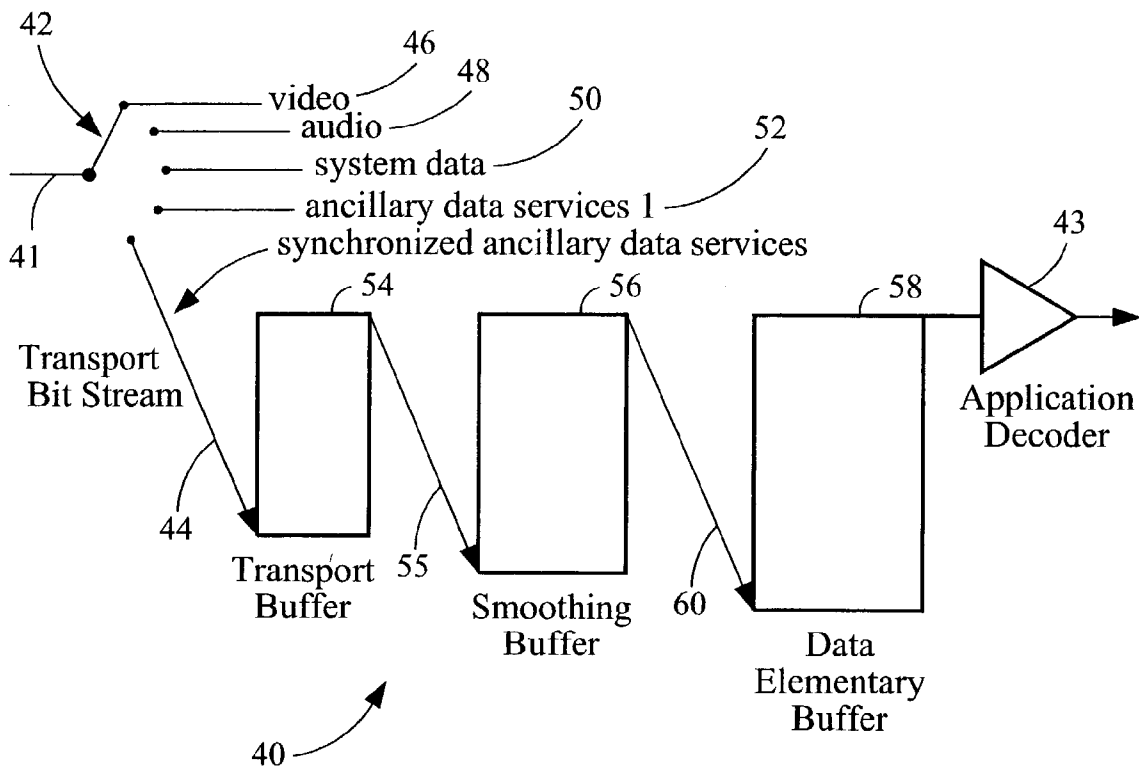 42
46
48
50
52
video
audio
system data
ancillary data services 1
synchronized ancillary data services
41
43
54
56
58
Transport
Bit Stream
Application
Decoder
44
55
60
Transport
Buffer
Smoothing
Buffer
Data
Elementary
Buffer
40